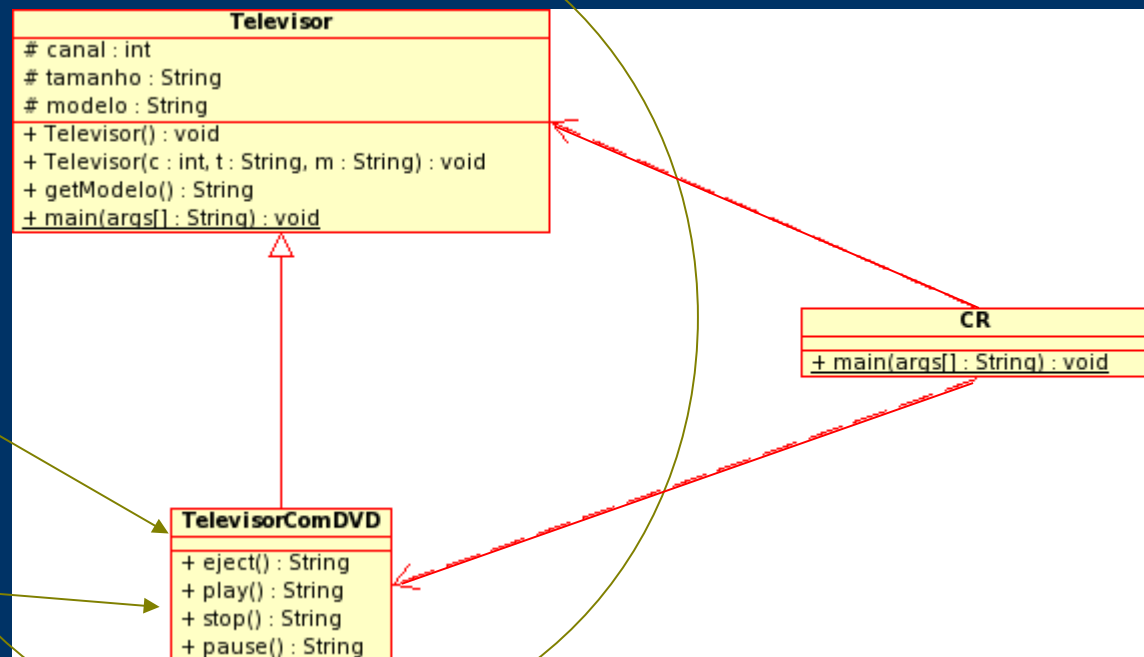 Televisor
# canal : int
# tamanho : String
# modelo : String
+ Televisor() : void
+ Televisor(c : int, t : String, m : String) : void
+ getModelo() : String
+ main(args[] : String) : void
CR
+ main(args[] : String) : void
TelevisorComDVD
+ eject() : String
+ play() : String
+ stop() : String
+ pause() : String